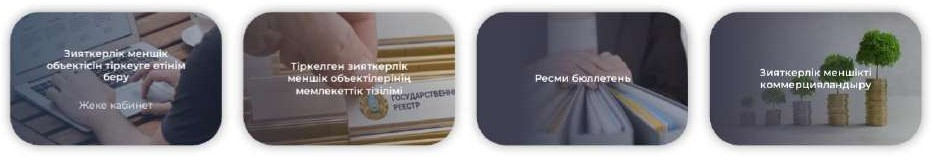 Зияткерлік меншік
объектісін тіркеуге өтінім
беру
Жеке кабинет
Тіркелген зияткерлік
меншік объектілерінің
мемлекеттік тізілімі
ГОСУДАРСТВЕНН
РЕЕСТР
Ресми бюллетень
Зияткерлік меншікті
коммерцияландыру